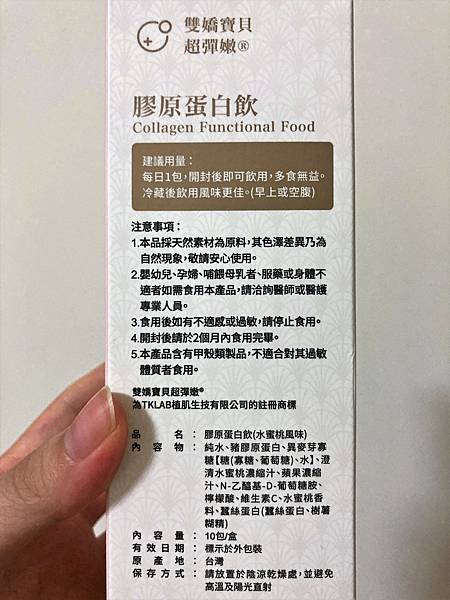 雙嬌寶貝
超彈嫩®
膠原蛋白飲
Collagen Functional Food
建議用量：
每日1包，開封後即可飲用，多食無益。
冷藏後飲用風味更佳。(早上或空腹)
注意事項：
1.本品採天然素材為原料，其色澤差異乃為
自然現象，敬請安心使用。
2.嬰幼兒、孕婦、哺餵母乳者、服藥或身體不
適者如需食用本產品，請洽詢醫師或醫護
專業人員。
3.食用後如有不適感或過敏，請停止食用。
4.開封後請於2個月內食用完畢。
5.本產品含有甲殼類製品，不適合對其過敏
體質者食用。
雙嬌寶貝超彈嫩®
為TKLAB植肌生技有限公司的註冊商標
品名：膠原蛋白飲(水蜜桃風味)
內容物：純水、豬膠原蛋白、異麥芽寡
糖【糖(寡糖、葡萄糖)、水】、澄
清水蜜桃濃縮汁、蘋果濃縮
汁、N-乙醯基-D-葡萄糖胺、
檸檬酸、維生素C、水蜜桃香
料、蠶絲蛋白(蠶絲蛋白、樹薯
糊精)
內容量：10包/盒
有效日期：標示於外包裝
原產地：台灣
保存方式：請放置於陰涼乾燥處，並避免
高溫及陽光直射